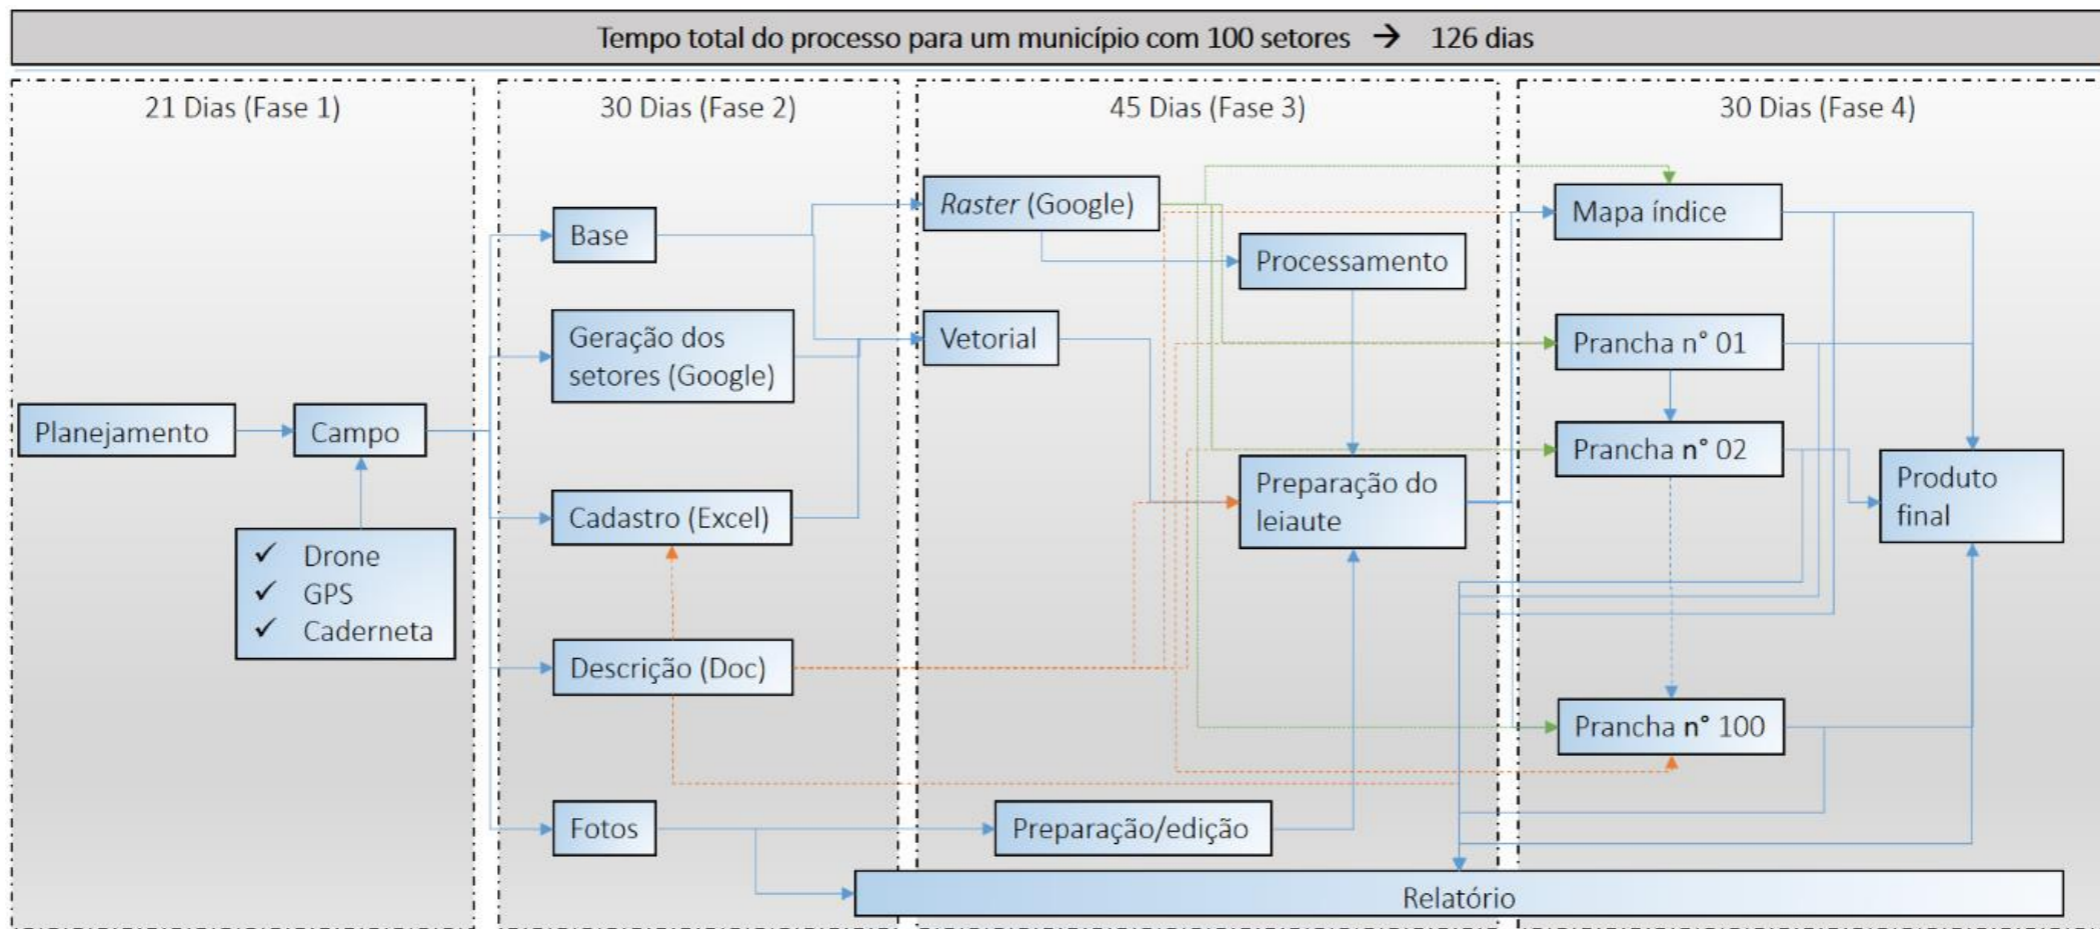 Tempo total do processo para um município com 100 setores → 126 dias
21 Dias (Fase 1)
Planejamento
Campo
✓ Drone
✓ GPS
✓ Caderneta
30 Dias (Fase 2)
Base
Geração dos
setores (Google)
Cadastro (Excel)
Descrição (Doc)
Fotos
45 Dias (Fase 3)
Raster (Google)
Processamento
Vetorial
Preparação do
leiaute
Preparação/edição
30 Dias (Fase 4)
Mapa índice
Prancha n° 01
Prancha n° 02
Produto
final
Prancha n° 100
Relatório